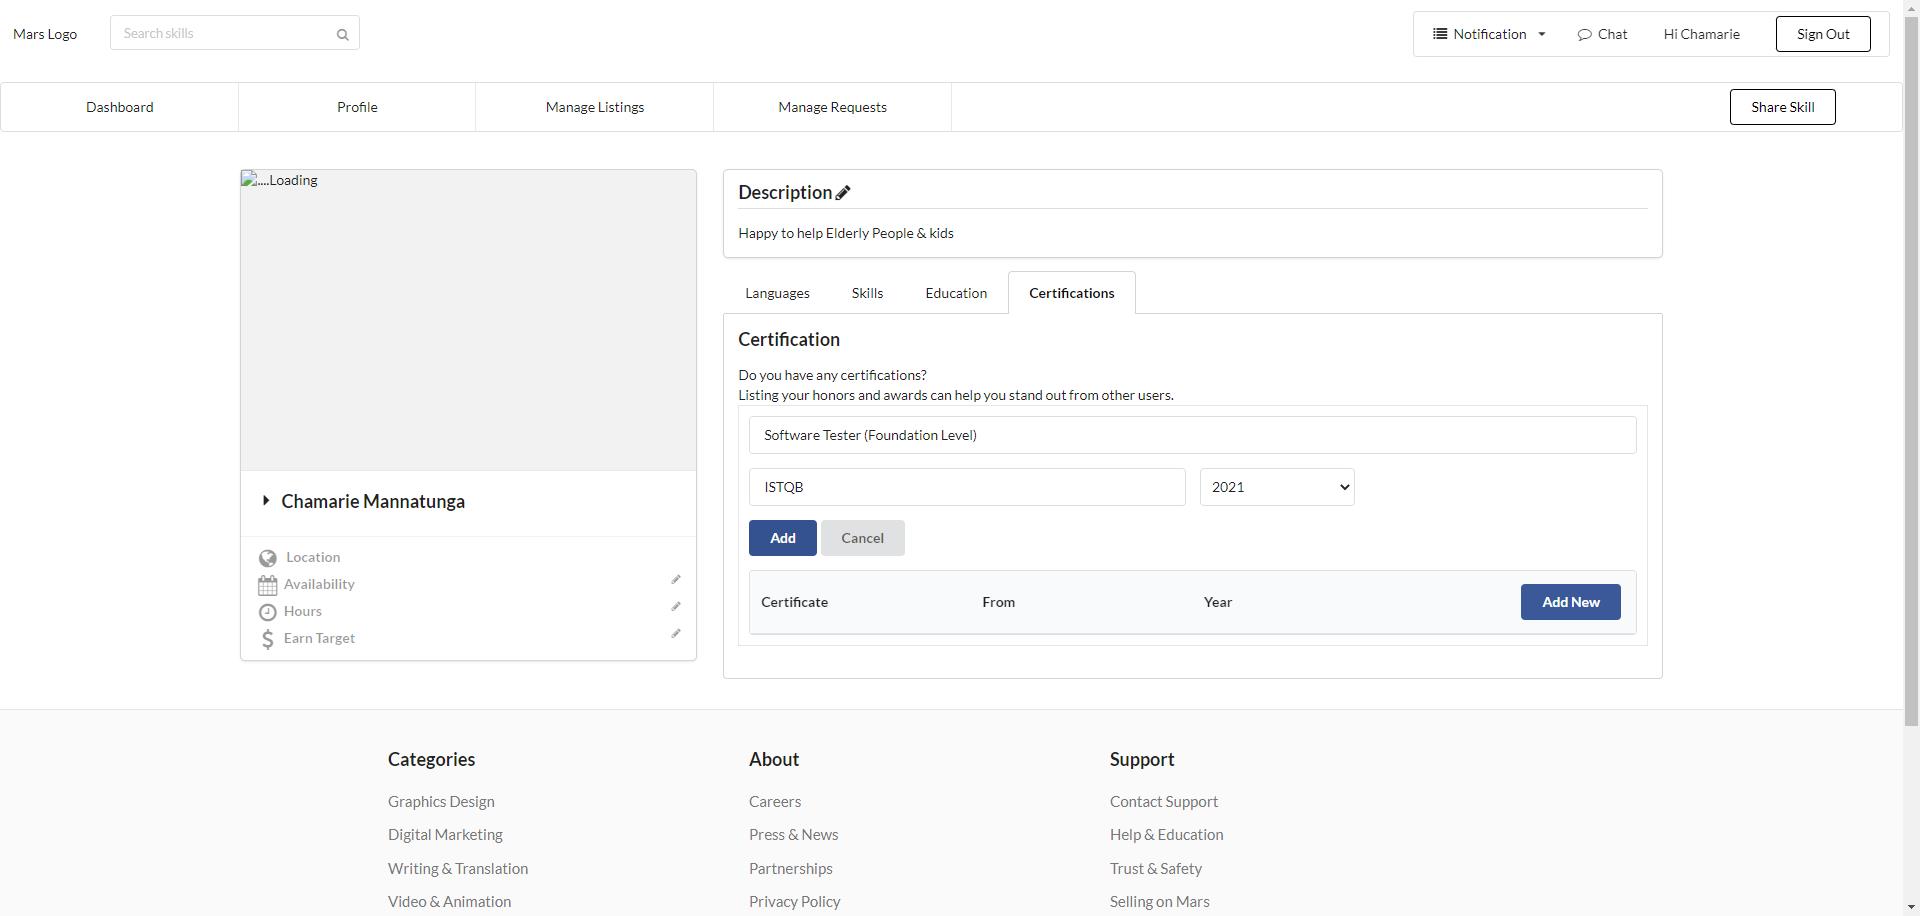 Mars Logo
Search skills
Notification
Chat
Hi Chamarie
Sign Out
Dashboard
Profile
Manage Listings
Manage Requests
Share Skill
....Loading
Chamarie Mannatunga
Location
Availability
Hours
Earn Target
Description
Happy to help Elderly People & kids
Languages
Skills
Education
Certifications
Certification
Do you have any certifications?
Listing your honors and awards can help you stand out from other users.
Software Tester (Foundation Level)
ISTQB
2021
Add
Cancel
Certificate
From
Year
Add New
Categories
Graphics Design
Digital Marketing
Writing & Translation
Video & Animation
About
Careers
Press & News
Partnerships
Privacy Policy
Support
Contact Support
Help & Education
Trust & Safety
Selling on Mars